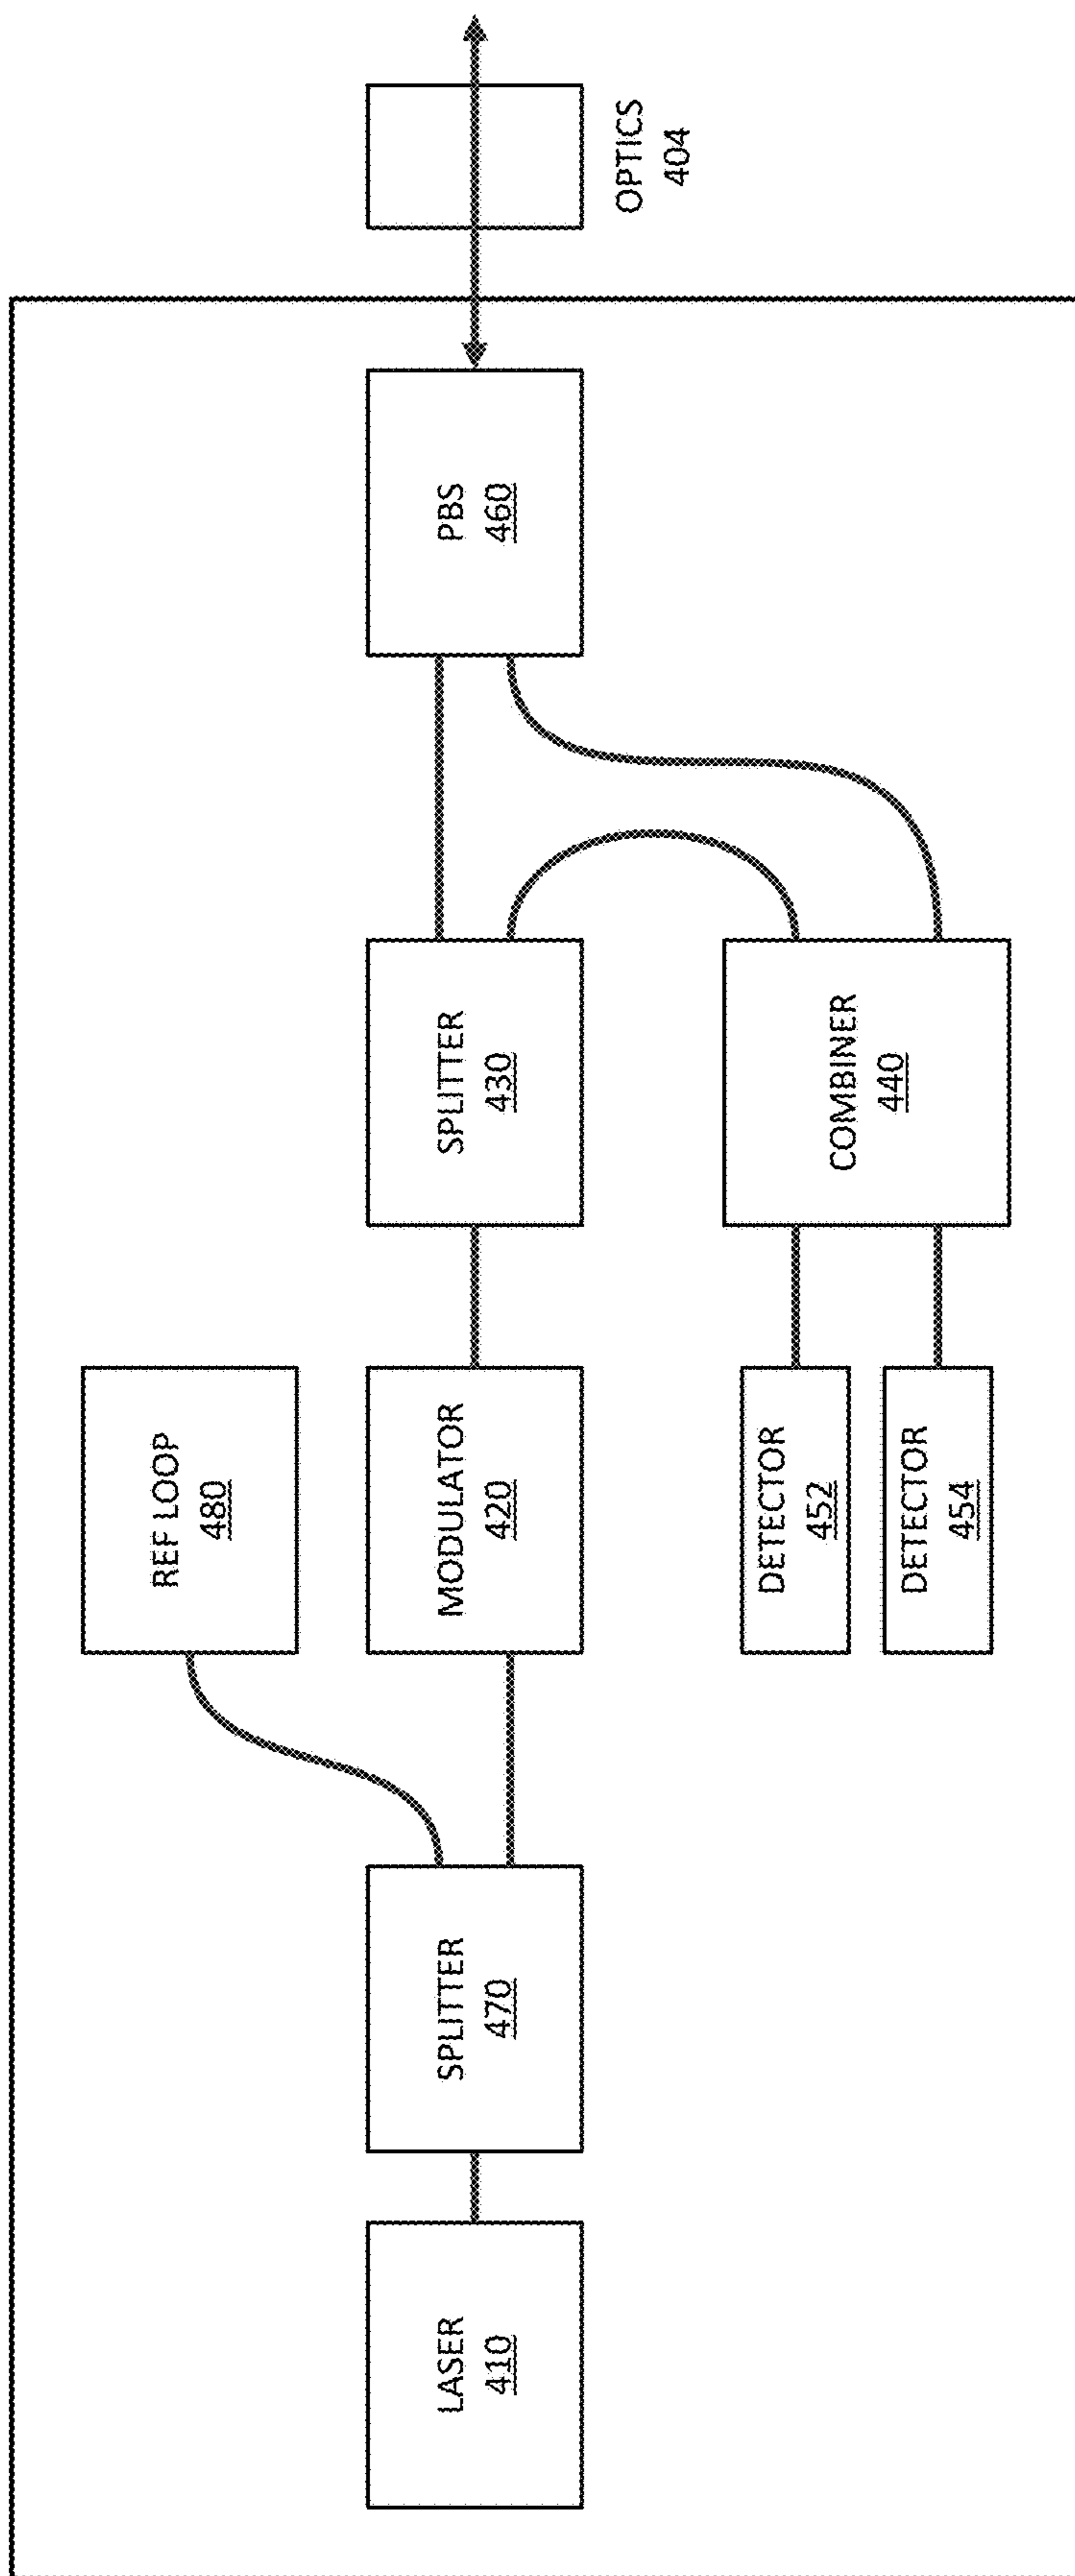 REF LOOP
480
LASER
410
SPLITTER
470
MODULATOR
420
SPLITTER
430
PBS
460
OPTICS
404
DETECTOR
452
DETECTOR
454
COMBINER
440